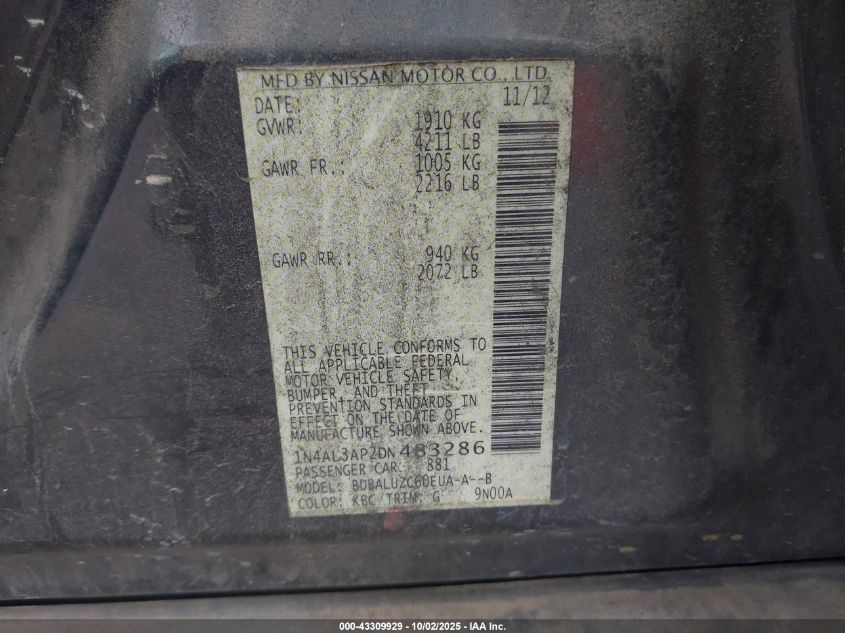 MFD BY NISSAN MOTOR CO., LTD.
DATE: 11/12
GVWR: 1910 KG
4211 LB
GAWR FR.: 1005 KG
2216 LB
GAWR RR.: 940 KG
2072 LB
THIS VEHICLE CONFORMS TO
ALL APPLICABLE FEDERAL
MOTOR VEHICLE SAFETY,
BUMPER, AND THEFT
PREVENTION STANDARDS IN
EFFECT ON THE DATE OF
MANUFACTURE SHOWN ABOVE.
1N4AL3AP2DN483286
PASSENGER CAR 881
MODEL: BDBALUZC6DEUA-A--B
COLOR: KBC TRIM: G 9N00A
000-43309929 - 10/02/2025 - IAA Inc.